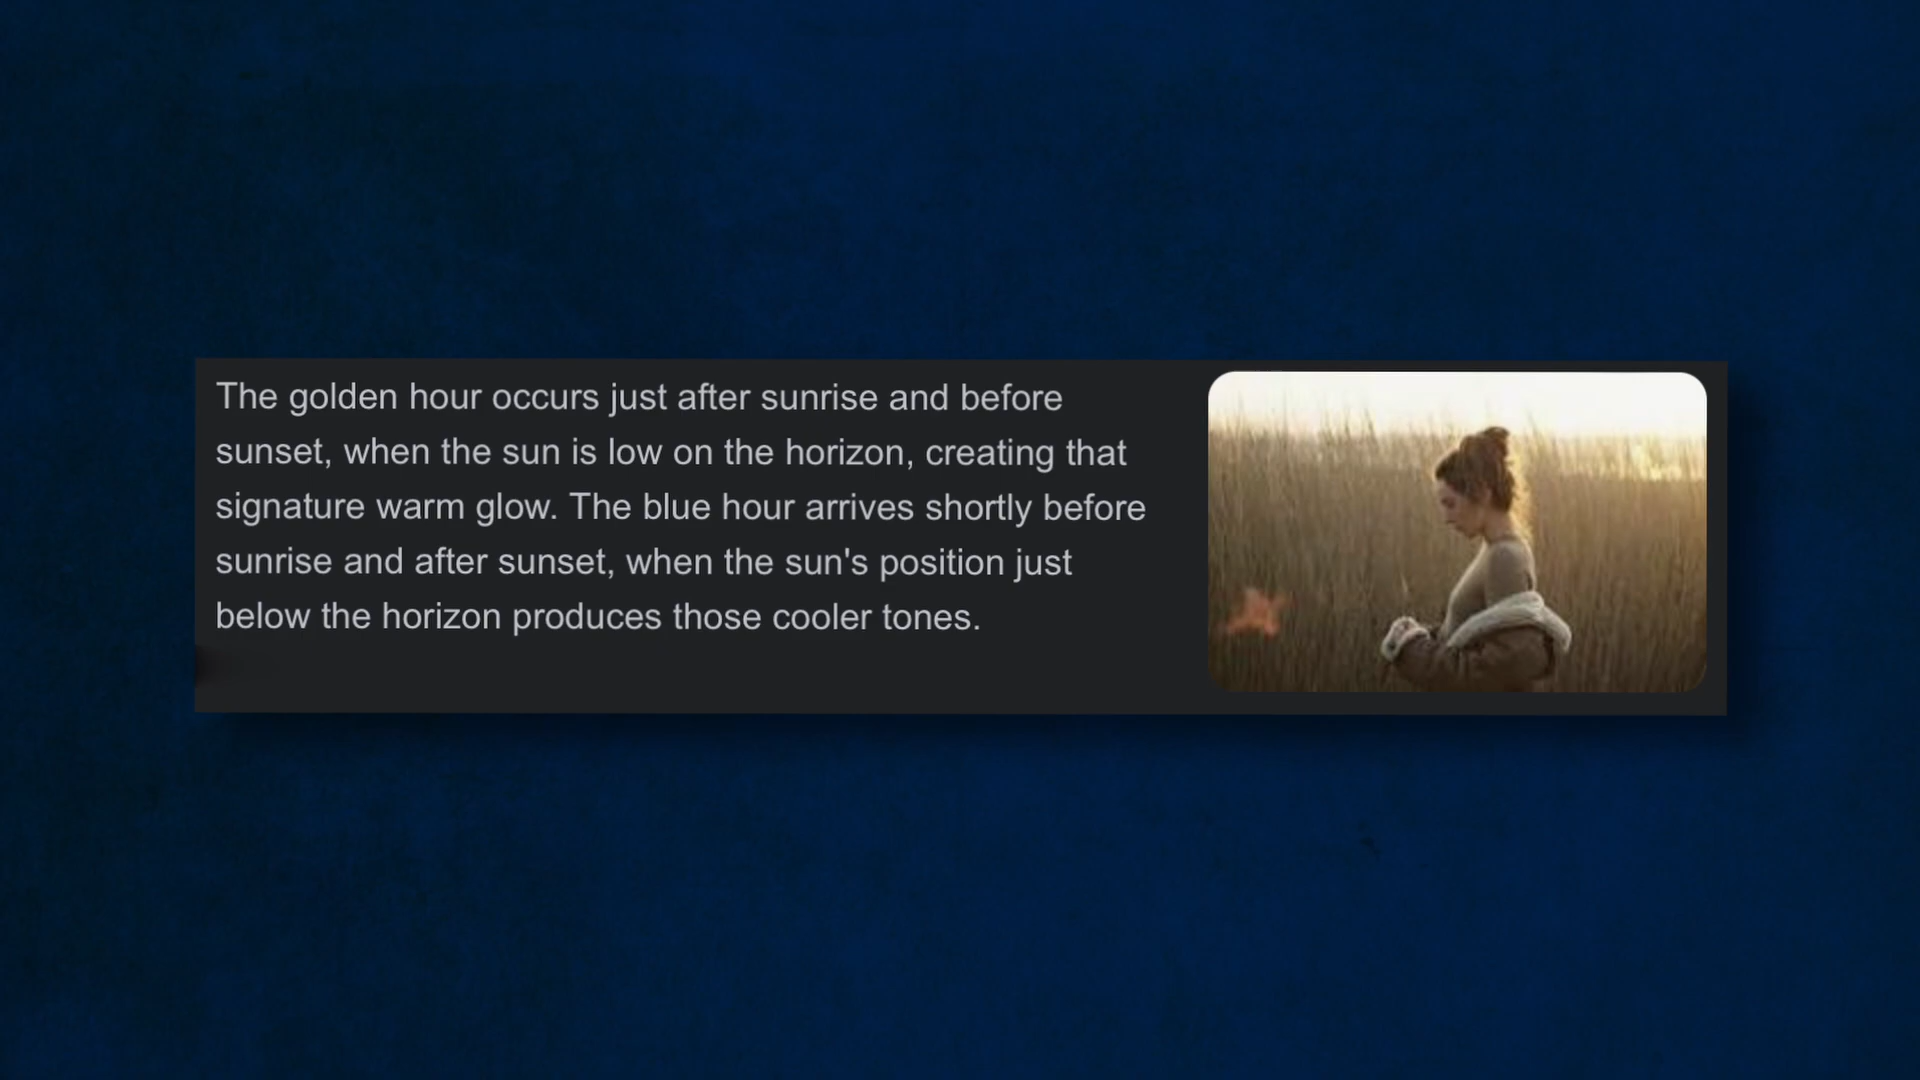 The golden hour occurs just after sunrise and before
sunset, when the sun is low on the horizon, creating that
signature warm glow. The blue hour arrives shortly before
sunrise and after sunset, when the sun's position just
below the horizon produces those cooler tones.